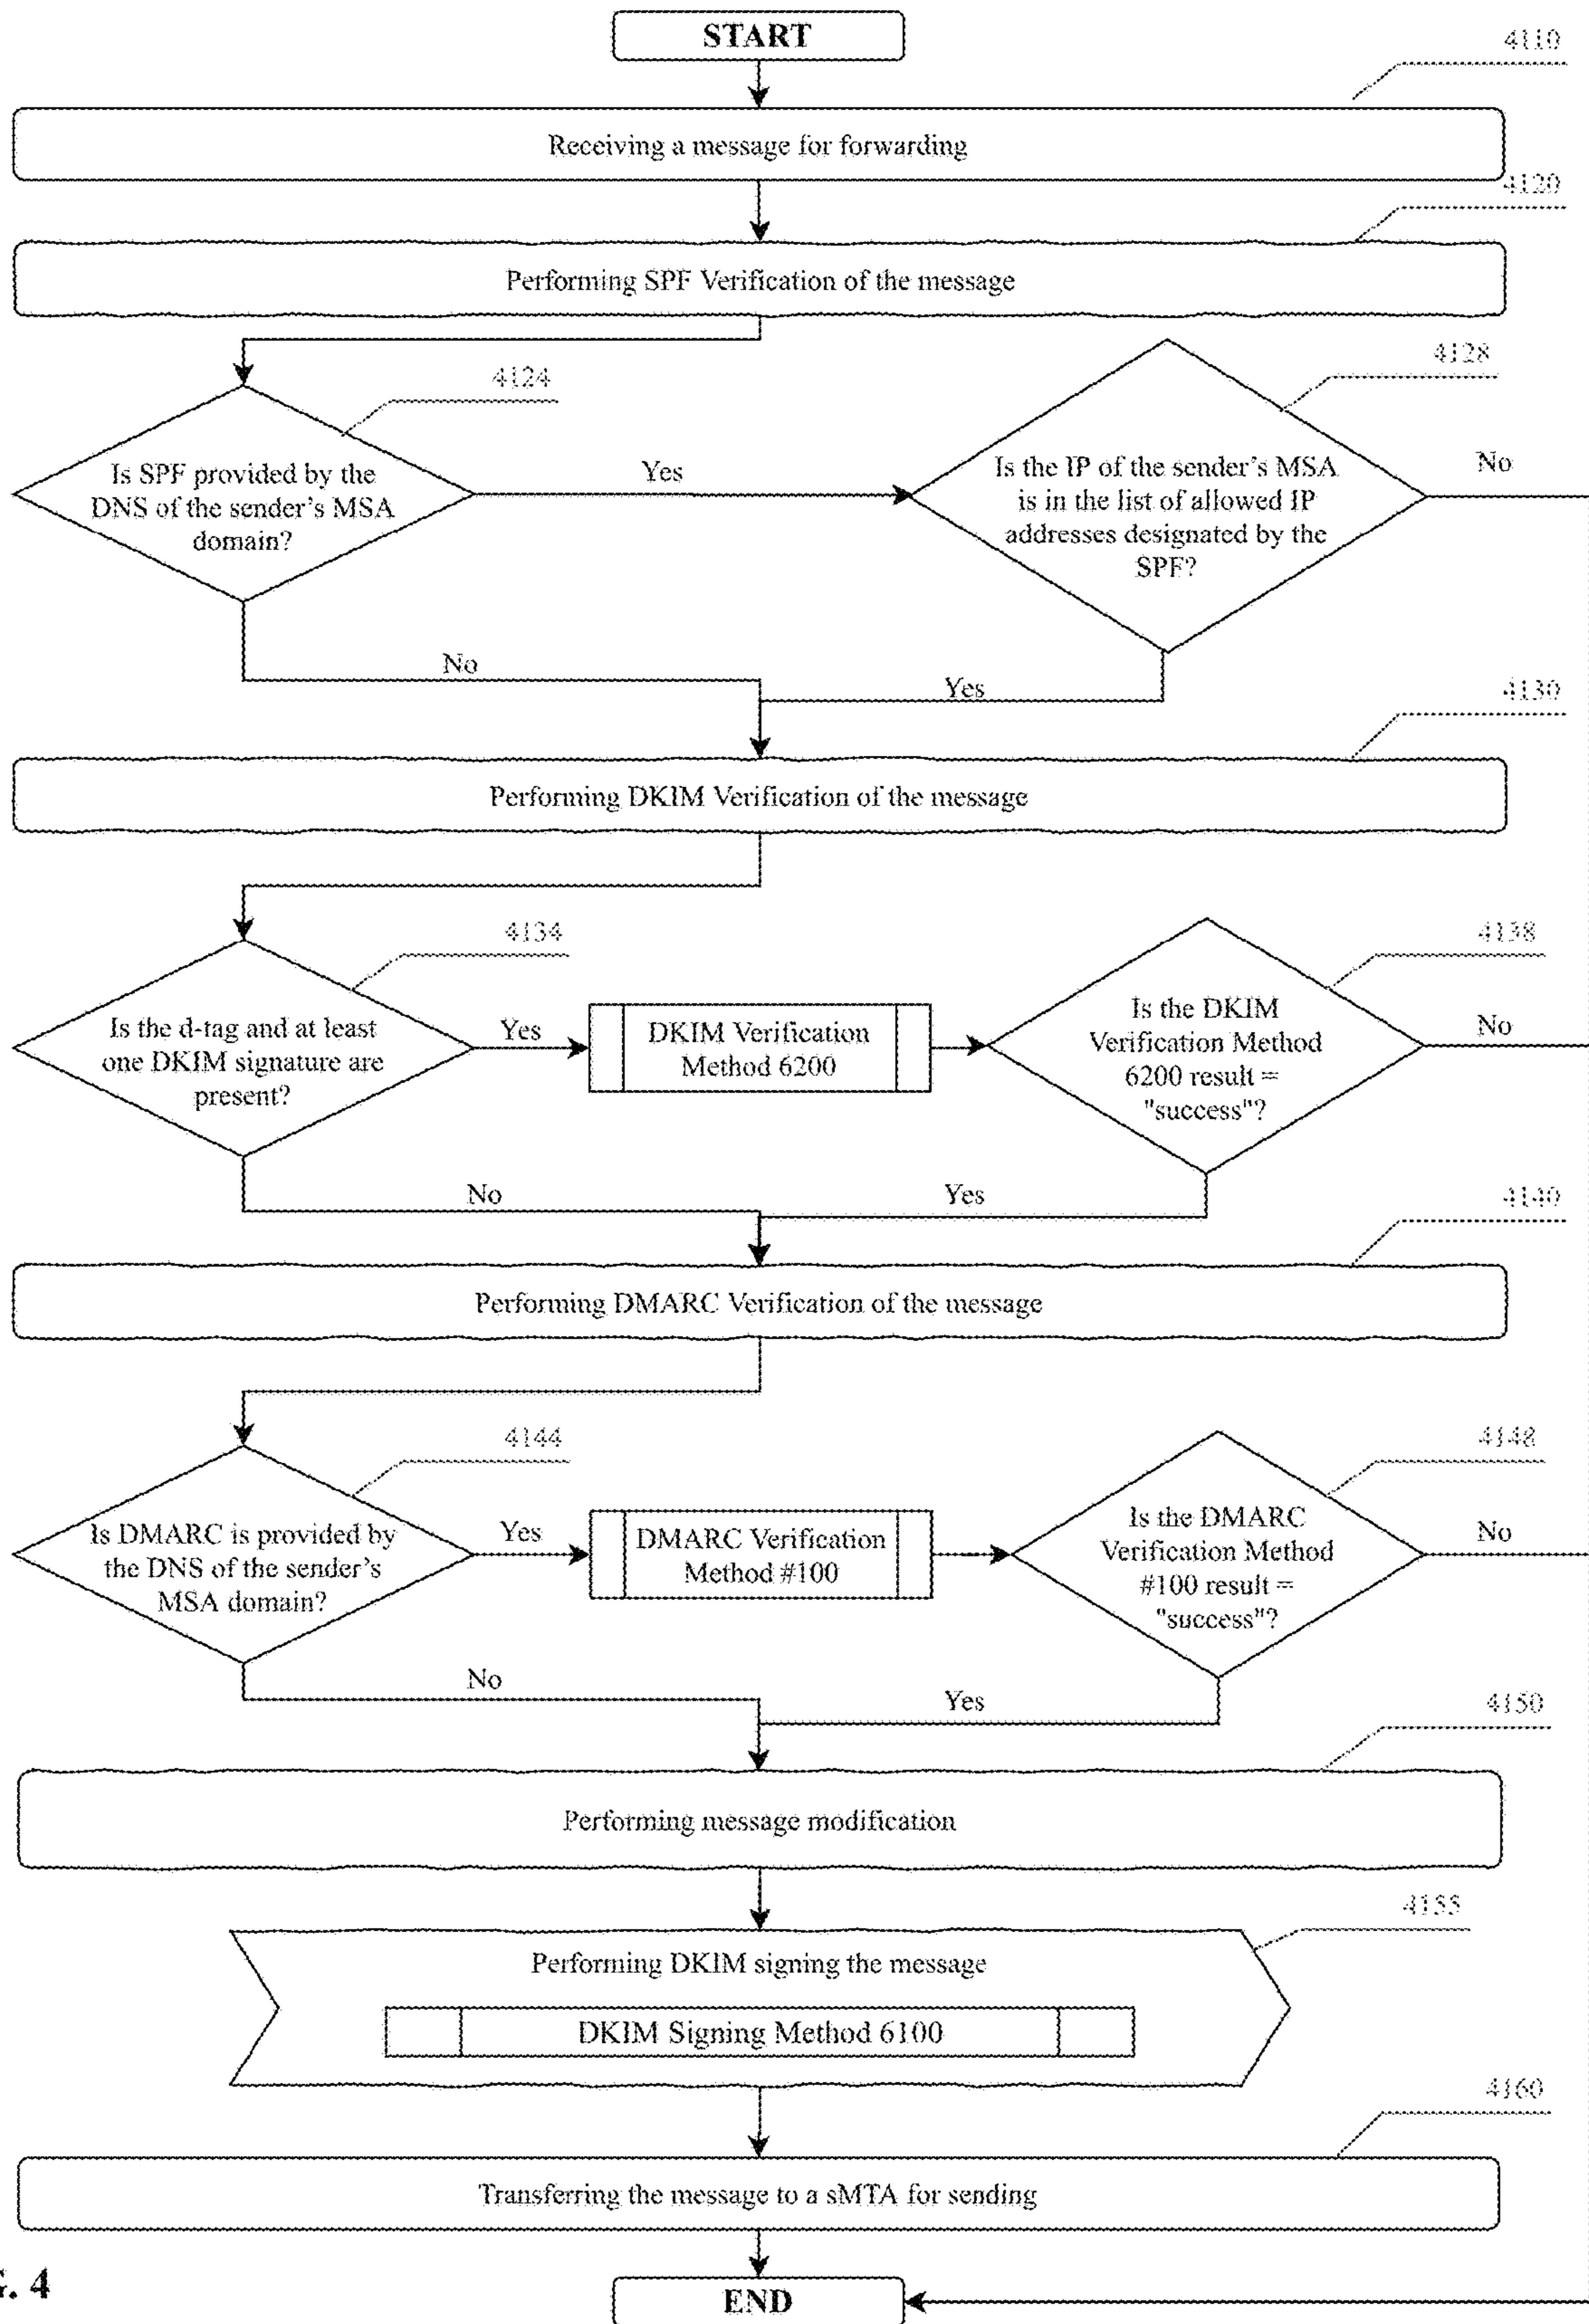 START
4110
Receiving a message for forwarding
4120
Performing SPF Verification of the message
4124
4128
Is SPF provided by the
DNS of the sender's MSA
domain?
Yes
Is the IP of the sender's MSA
is in the list of allowed IP
addresses designated by the
SPF?
No
No
Yes
4130
Performing DKIM Verification of the message
4134
4138
Is the d-tag and at least
one DKIM signature are
present?
Yes
DKIM Verification
Method 6200
Is the DKIM
Verification Method
6200 result =
"success"?
No
No
Yes
4140
Performing DMARC Verification of the message
4144
4148
Is DMARC is provided by
the DNS of the sender's
MSA domain?
Yes
DMARC Verification
Method #100
Is the DMARC
Verification Method
#100 result =
"success"?
No
No
Yes
4150
Performing message modification
4155
Performing DKIM signing the message
DKIM Signing Method 6100
4160
Transferring the message to a sMTA for sending
END
G. 4